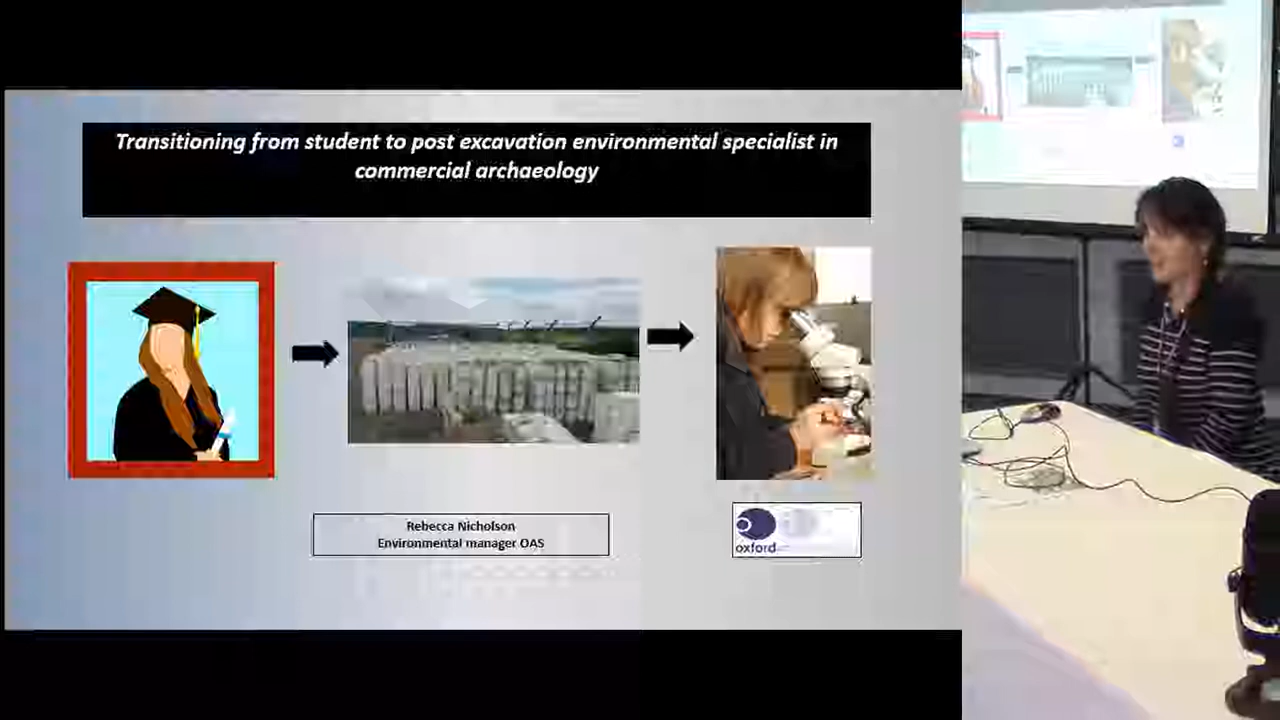 Transitioning from student to post excavation environmental specialist in
commercial archaeology
Rebecca Nicholson
Environmental manager OAS
oxford